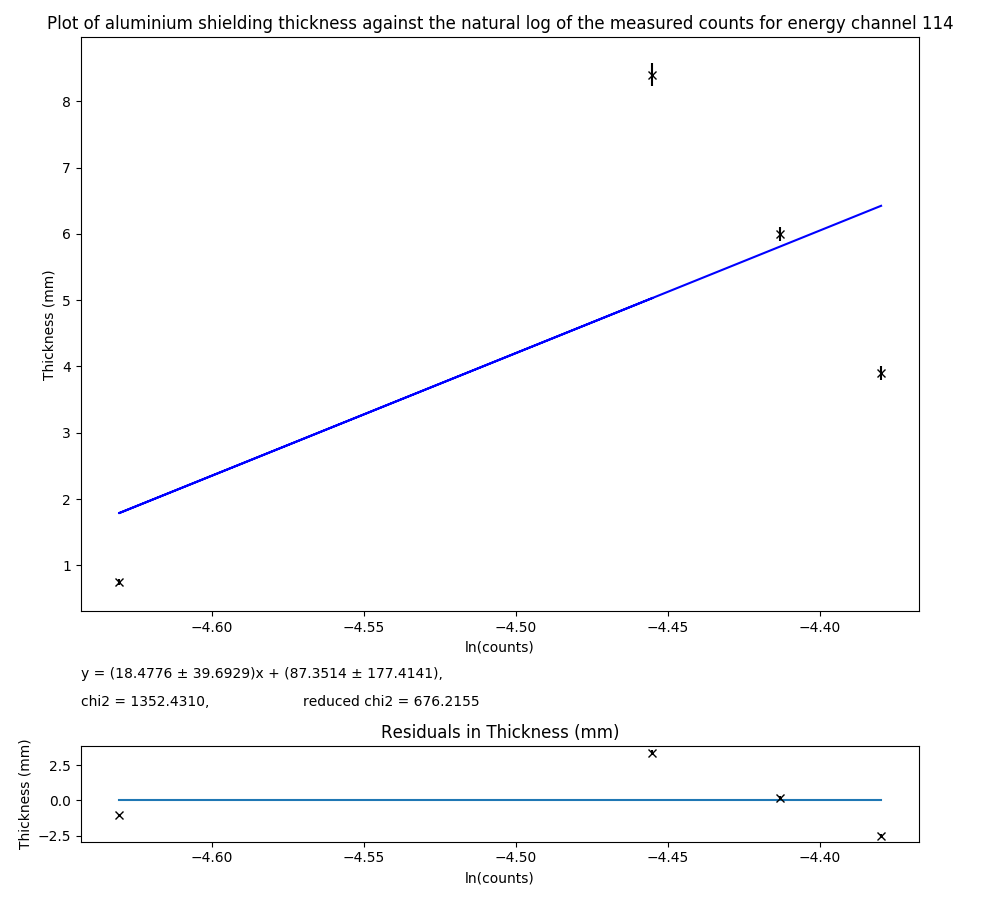 Plot of aluminium shielding thickness against the natural log of the measured counts for energy channel 114
Thickness (mm)
8
7
6
5
4
3
2
1
−4.60 −4.55 −4.50 −4.45 −4.40
ln(counts)
y = (18.4776 ± 39.6929)x + (87.3514 ± 177.4141),
chi2 = 1352.4310, reduced chi2 = 676.2155
Residuals in Thickness (mm)
Thickness (mm)
2.5
0.0
−2.5
−4.60 −4.55 −4.50 −4.45 −4.40
ln(counts)